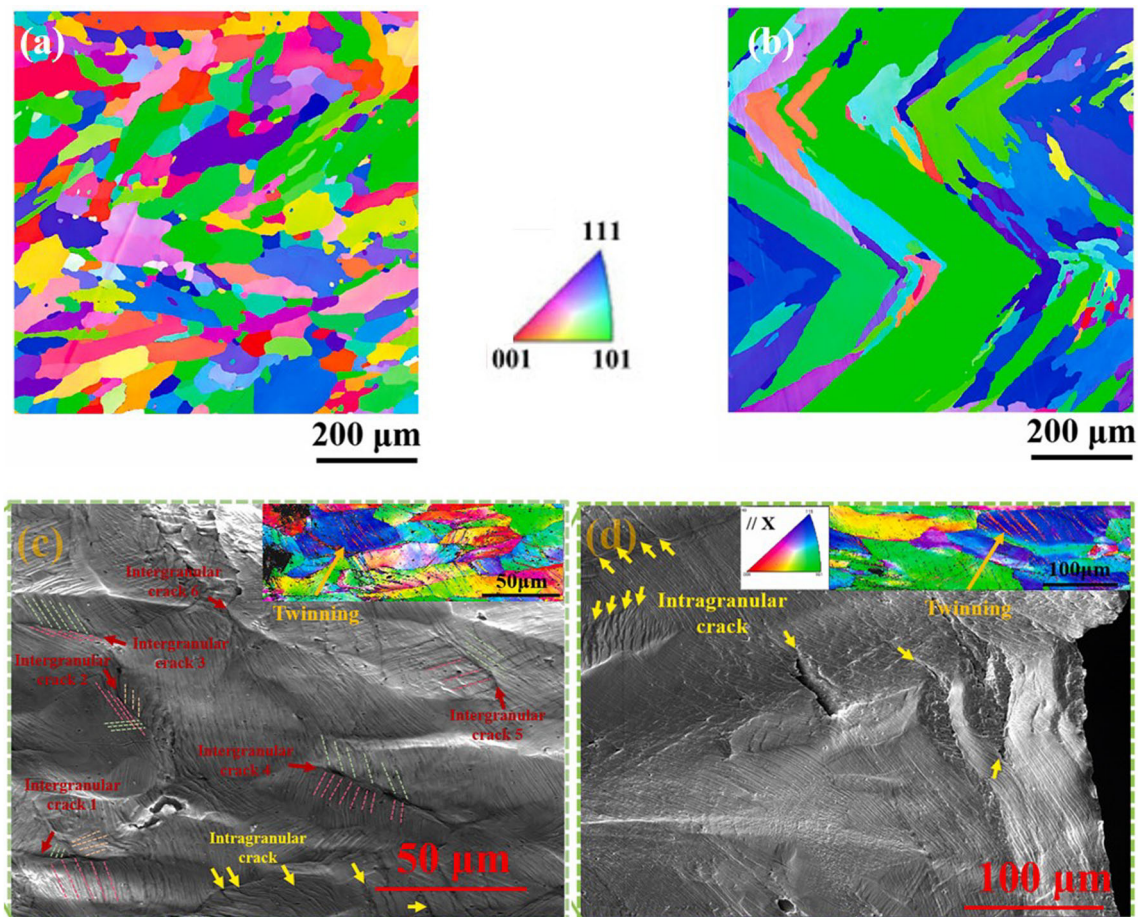 (a)
(b)
111
001
101
200 μm
200 μm
(c)
50μm
Twinning
Intergranular
crack 6
Intergranular
crack 3
Intergranular
crack 2
Intergranular
crack 5
Intergranular
crack 4
Intergranular
crack 1
Intragranular
crack
50 μm
(d)
// X
100μm
Twinning
Intragranular
crack
100 μm